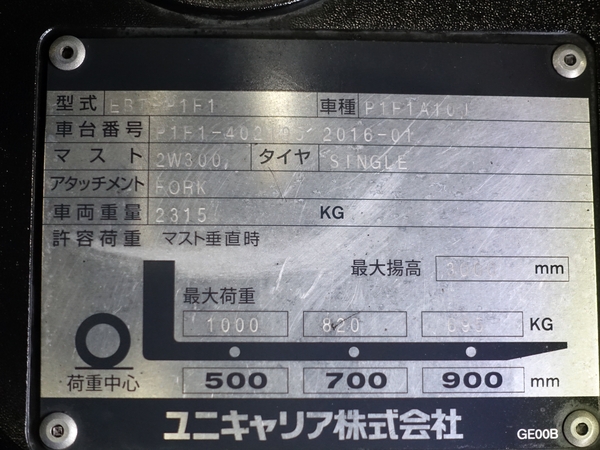 型式 EBT-P1F1 車種 P1F1A10J
車台番号 2016-01
マスト 2W300 タイヤ SINGLE
アタッチメント FORK
車両重量 2315 KG
許容荷重 マスト垂直時
最大揚高 mm
最大荷重
1000 820 KG
荷重中心 500 700 900 mm
ユニキャリア株式会社
GE00B